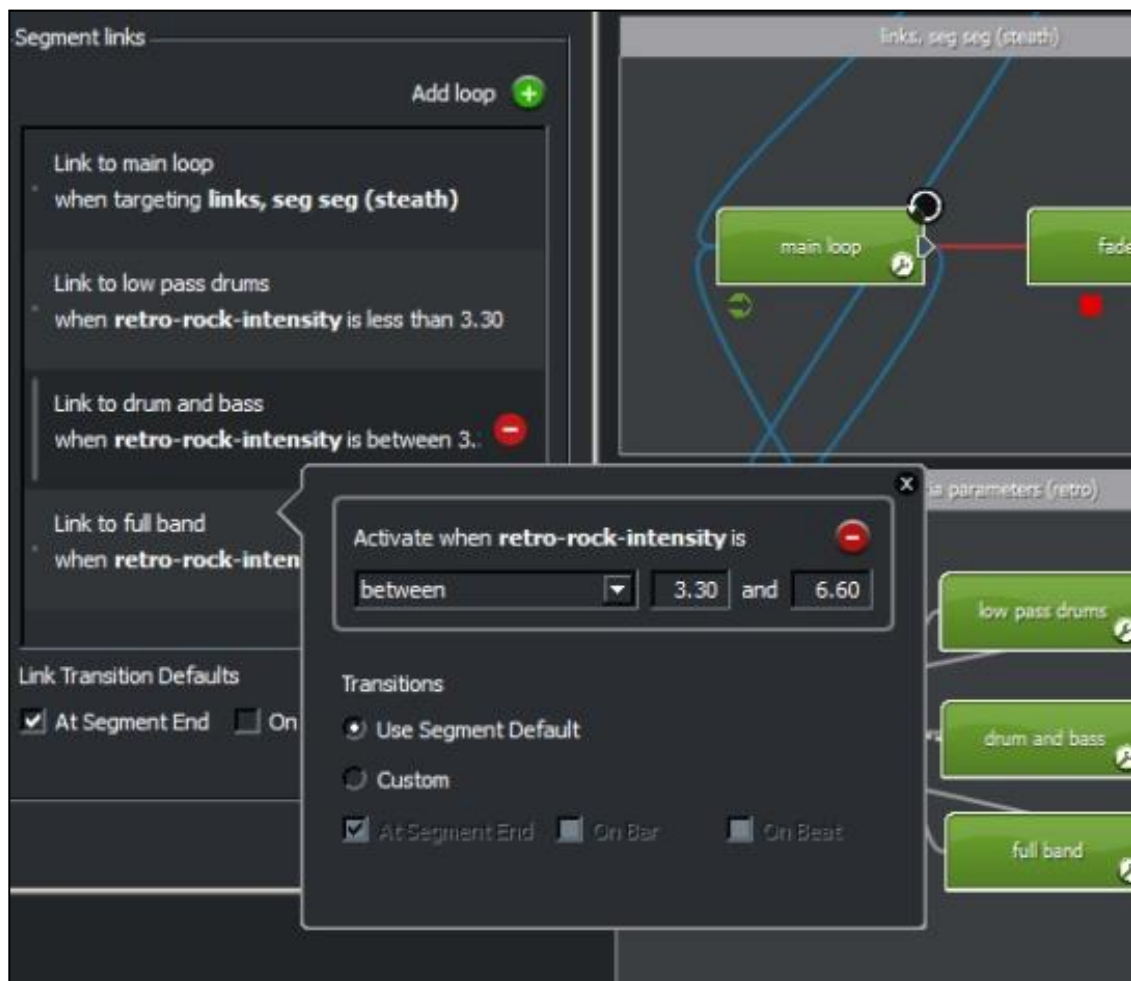 Segment links
Add loop
Link to main loop
when targeting links, seg seg (steath)
Link to low pass drums
when retro-rock-intensity is less than 3.30
Link to drum and bass
when retro-rock-intensity is between 3.
Link to full band
when retro-rock-inten
Link Transition Defaults
At Segment End
On
Activate when retro-rock-intensity is
between 3.30 and 6.60
Transitions
Use Segment Default
Custom
At Segment End On Bar On Beat
links, seg seg (steath)
main loop
fade
parameters (retro)
low pass drums
drum and bass
full band